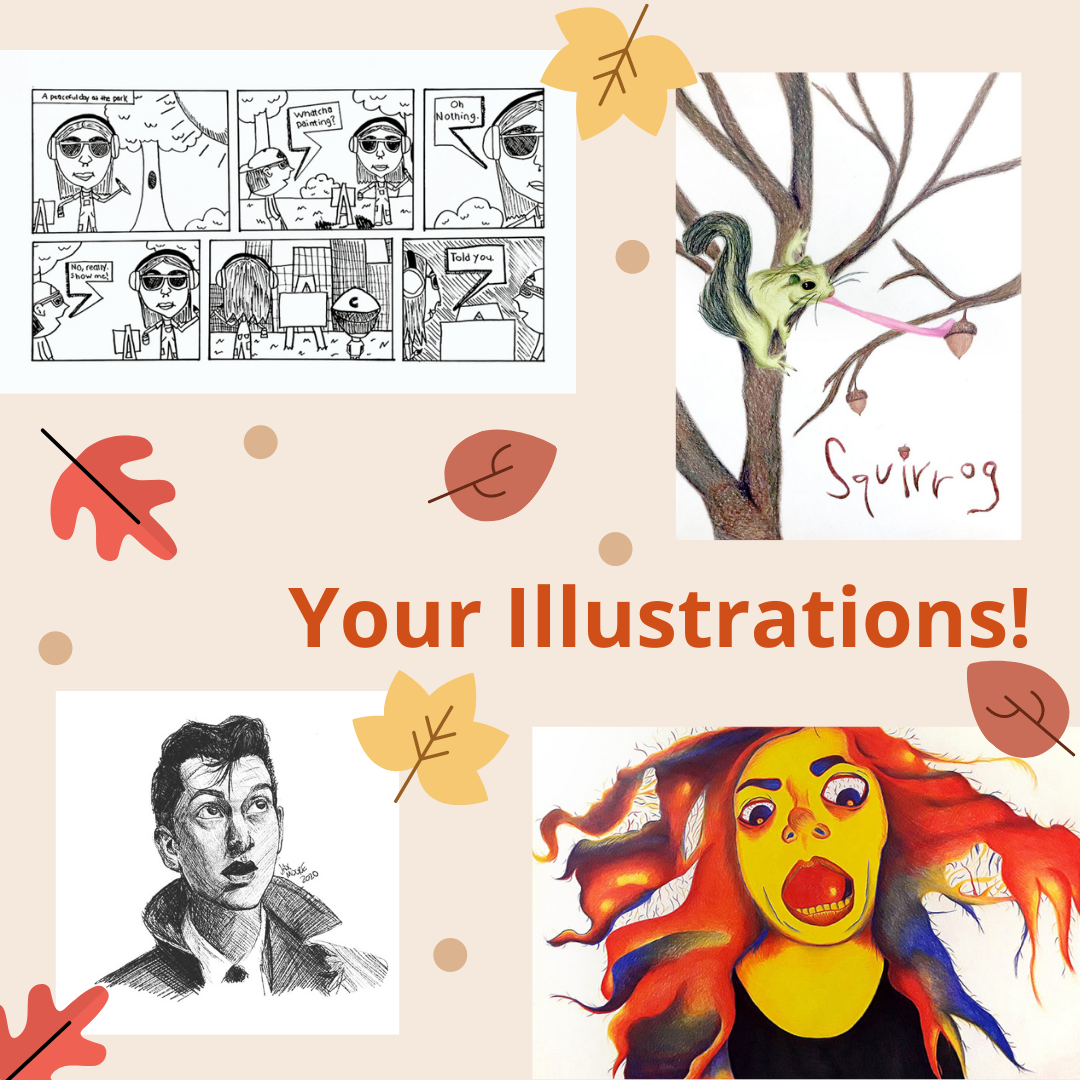 A peaceful day at the park
Whatcha
painting?
Oh
Nothing.
No, really.
Show me!
Told you.
Squirrog
Your Illustrations!
2020